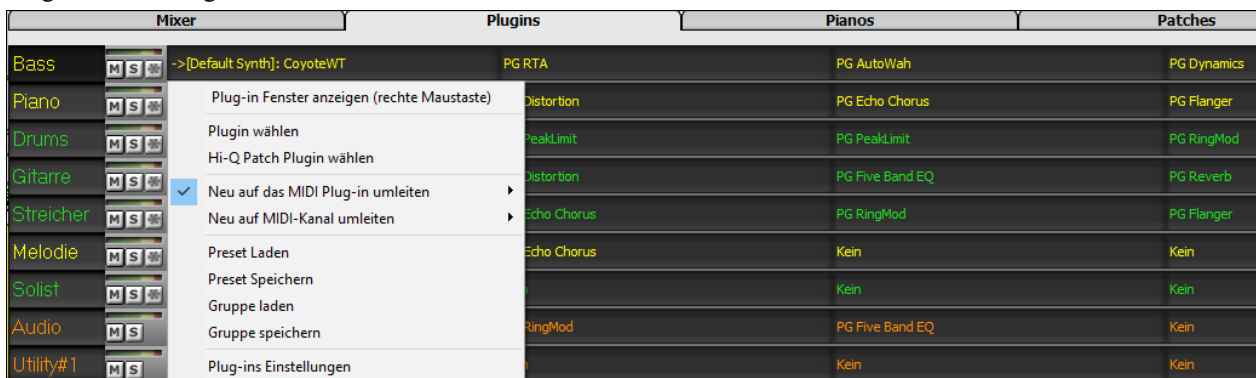 Mixer Plugins Pianos Patches
Bass M S ->[Default Synth]: CoyoteWT PG RTA PG AutoWah PG Dynamics
Piano M S Plug-in Fenster anzeigen (rechte Maustaste) Distortion PG Echo Chorus PG Flanger
Drums M S Plugin wählen PeakLimit PG PeakLimit PG RingMod
Hi-Q Patch Plugin wählen
Gitarre M S Neu auf das MIDI Plug-in umleiten Distortion PG Five Band EQ PG Reverb
Streicher M S Neu auf MIDI-Kanal umleiten Echo Chorus PG RingMod PG Flanger
Melodie M S Preset Laden Echo Chorus Kein Kein
Preset Speichern
Solist M S Kein Kein
Gruppe laden
Audio M S Gruppe speichern RingMod PG Five Band EQ Kein
Utility#1 M S Plug-ins Einstellungen Kein Kein